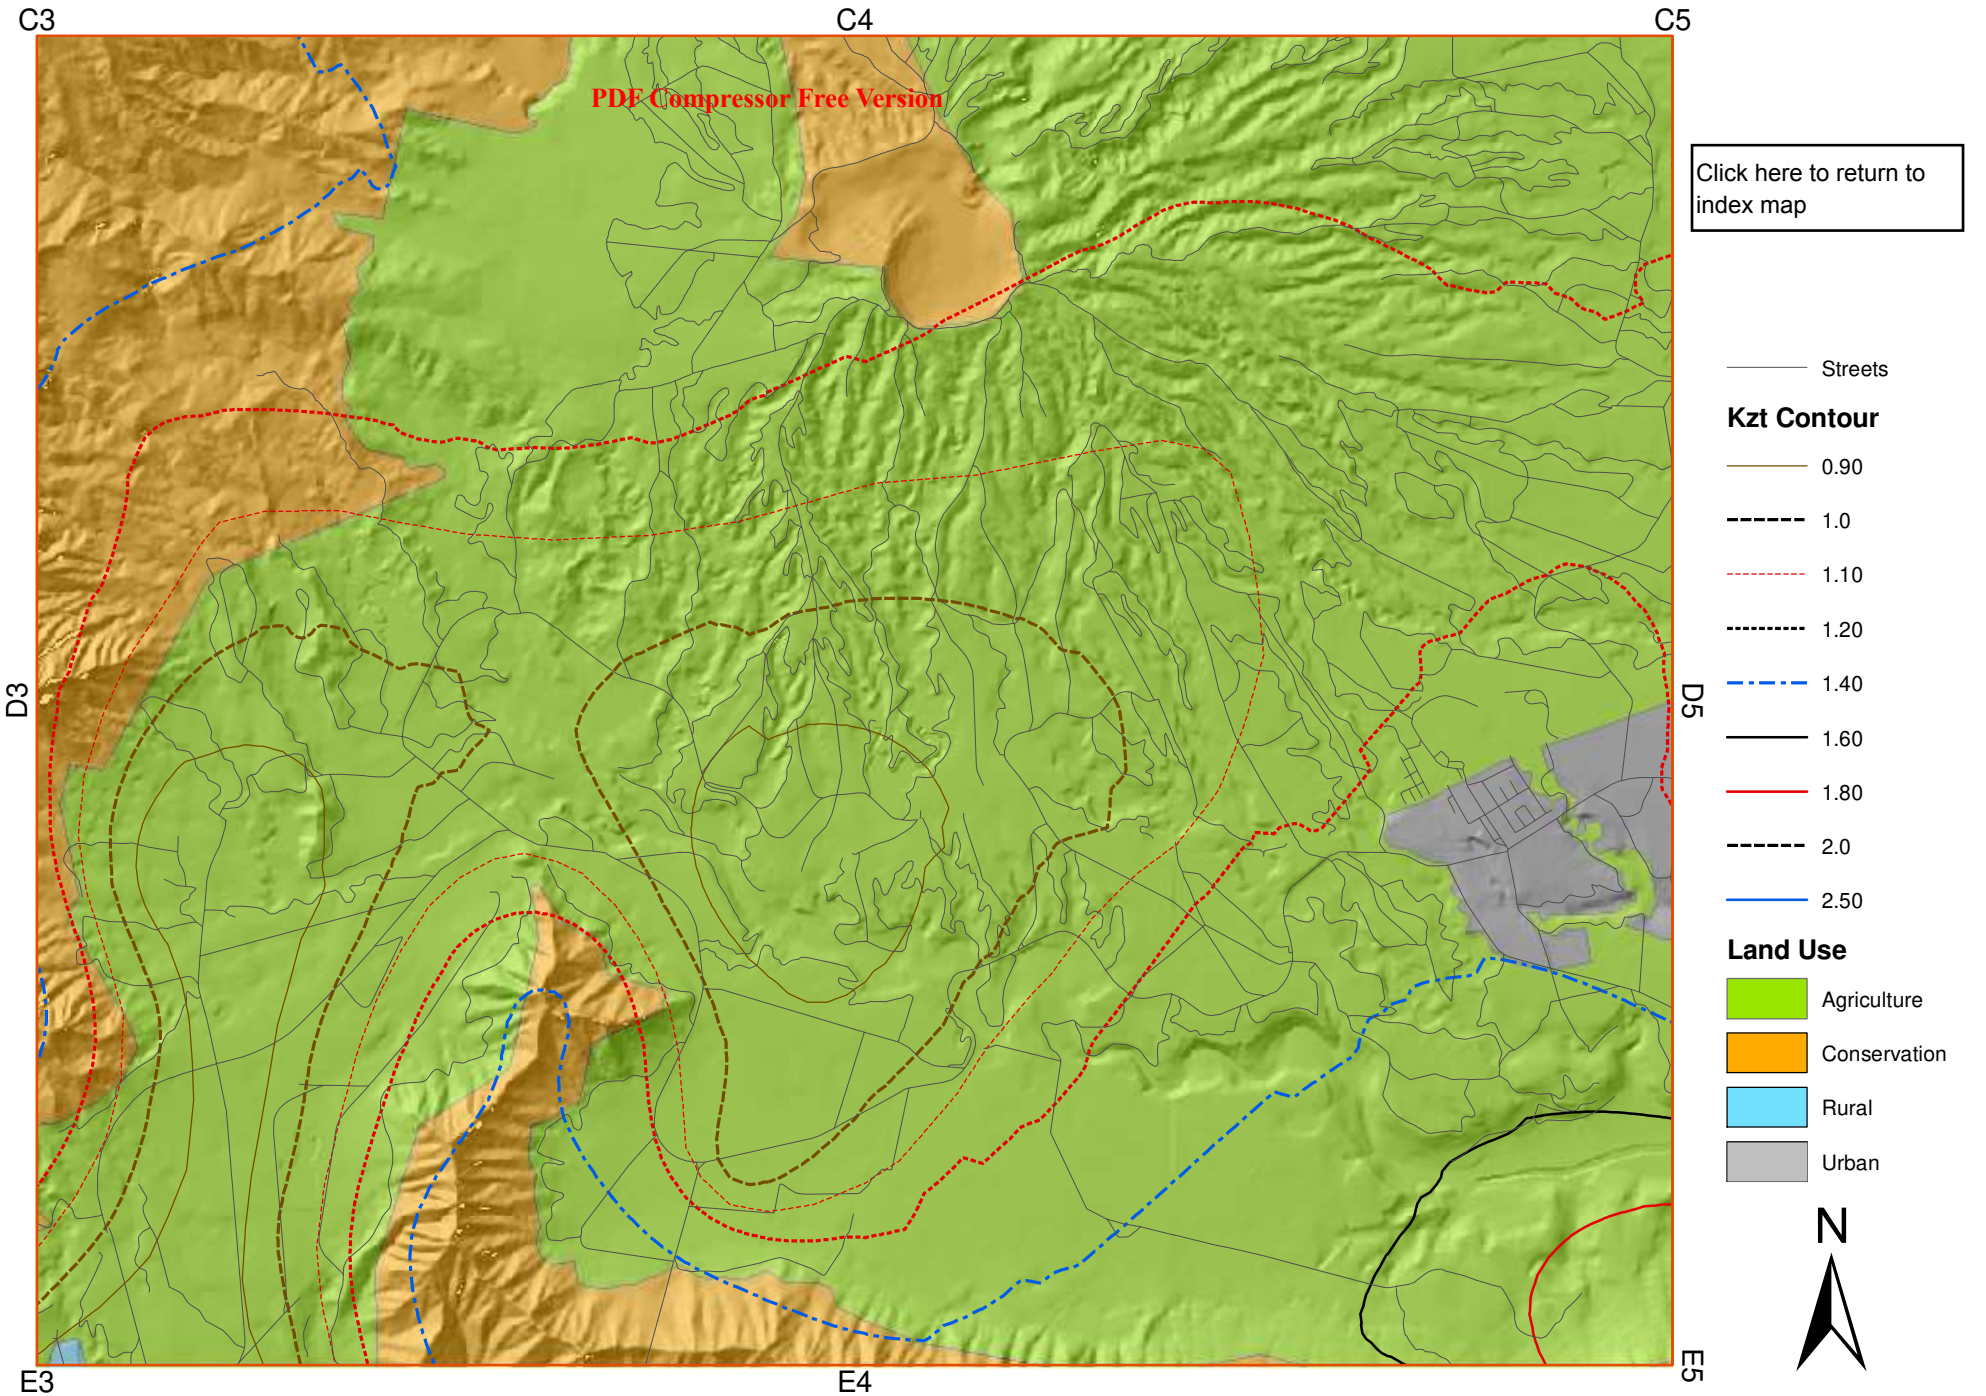 C3
C4
C5
PDF Compressor Free Version
Click here to return to
index map
Streets
Kzt Contour
0.90
1.0
1.10
1.20
1.40
1.60
1.80
2.0
2.50
Land Use
Agriculture
Conservation
Rural
Urban
N
D3
D5
E3
E4
E5